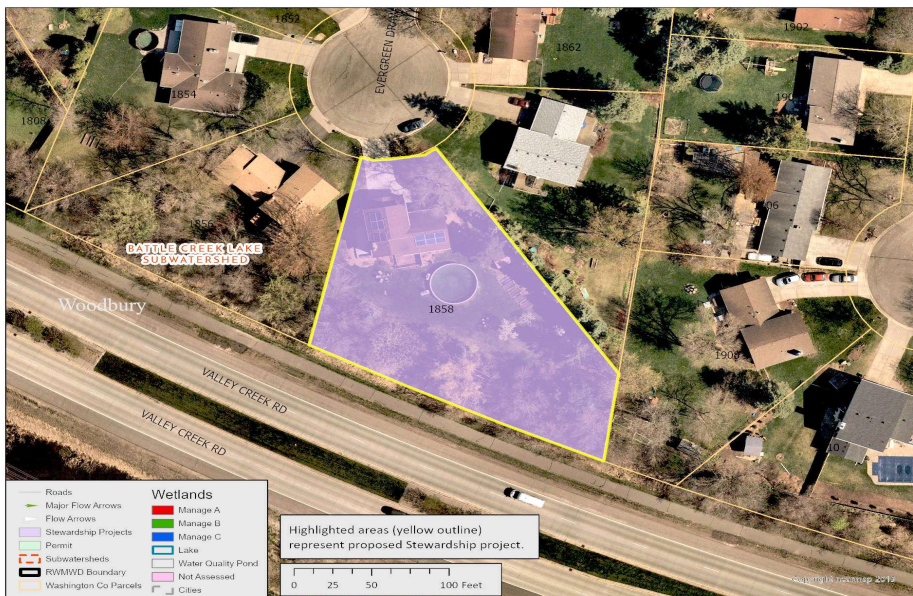 1852
EVERGREEN DRA
1862
1902
1854
1808
BATTLE CREEK LAKE
SUBWATERSHED
Woodbury
1858
VALLEY CREEK RD
VALLEY CREEK RD
Roads
Major Flow Arrows
Flow Arrows
Stewardship Projects
Permit
Subwatersheds
RWMWD Boundary
Washington Co Parcels
Wetlands
Manage A
Manage B
Manage C
Lake
Water Quality Pond
Not Assessed
Cities
Highlighted areas (yellow outline)
represent proposed Stewardship project.
0 25 50 100 Feet